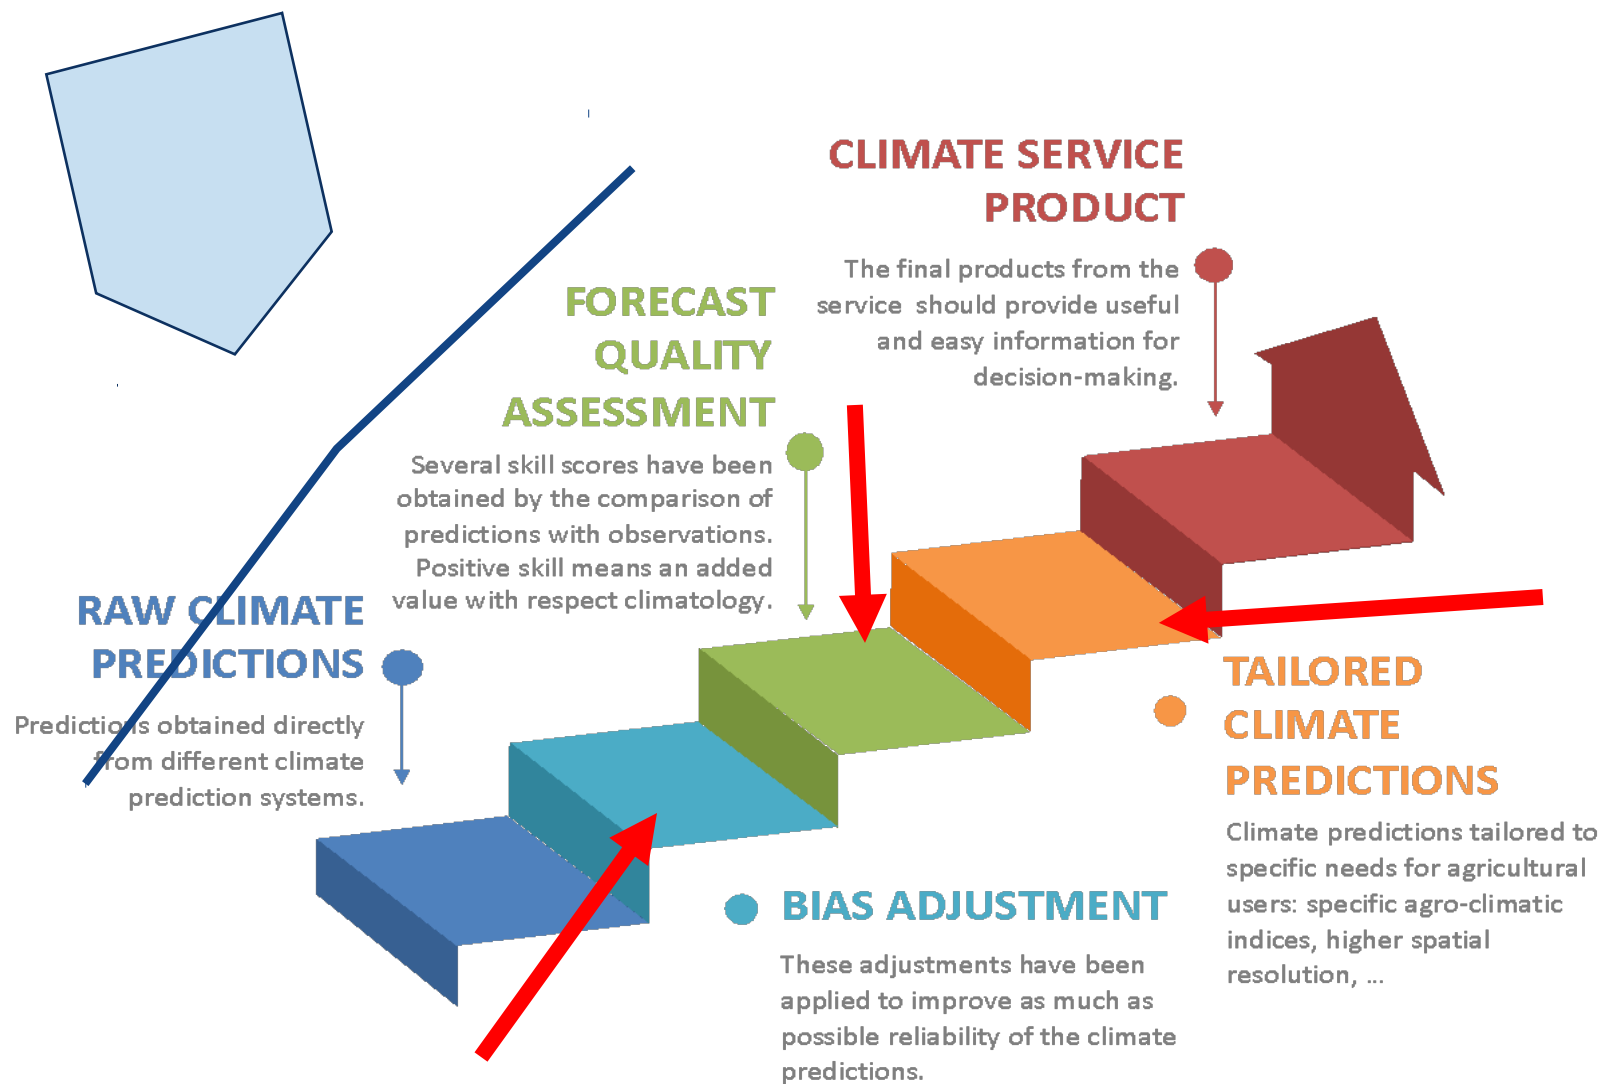 CLIMATE SERVICE
PRODUCT
The final products from the
service should provide useful
and easy information for
decision-making.
FORECAST
QUALITY
ASSESSMENT
Several skill scores have been
obtained by the comparison of
predictions with observations.
Positive skill means an added
value with respect climatology.
RAW CLIMATE
PREDICTIONS
Predictions obtained directly
from different climate
prediction systems.
TAILORED
CLIMATE
PREDICTIONS
Climate predictions tailored to
specific needs for agricultural
users: specific agro-climatic
indices, higher spatial
resolution, ...
BIAS ADJUSTMENT
These adjustments have been
applied to improve as much as
possible reliability of the climate
predictions.